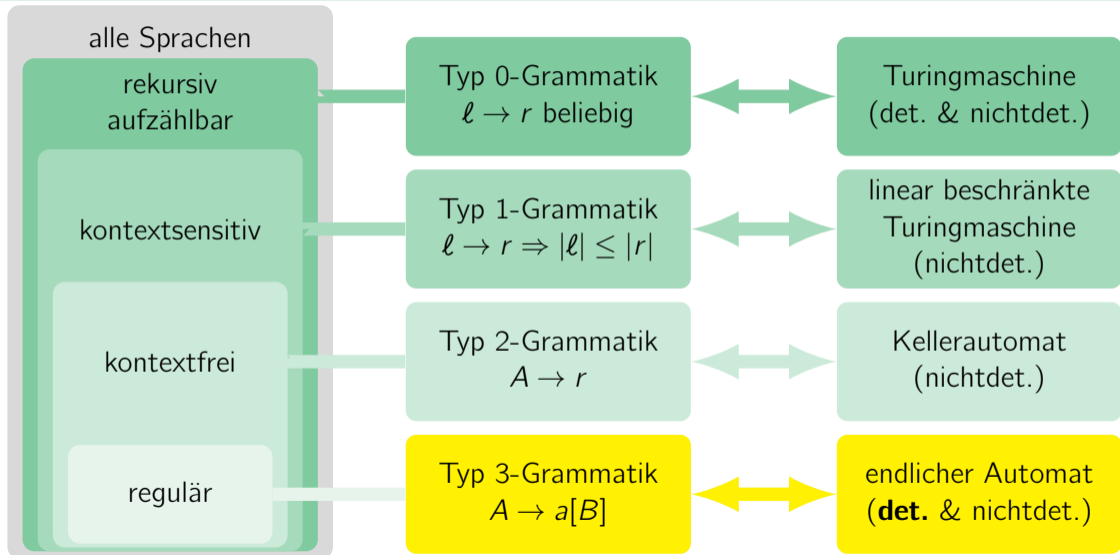 alle Sprachen
rekursiv
aufzählbar
kontextsensitiv
kontextfrei
regulär
Typ 0-Grammatik
ℓ → r beliebig
Turingmaschine
(det. & nichtdet.)
Typ 1-Grammatik
ℓ → r ⇒ |ℓ| ≤ |r|
linear beschränkte
Turingmaschine
(nichtdet.)
Typ 2-Grammatik
A → r
Kellerautomat
(nichtdet.)
Typ 3-Grammatik
A → a[B]
endlicher Automat
(det. & nichtdet.)